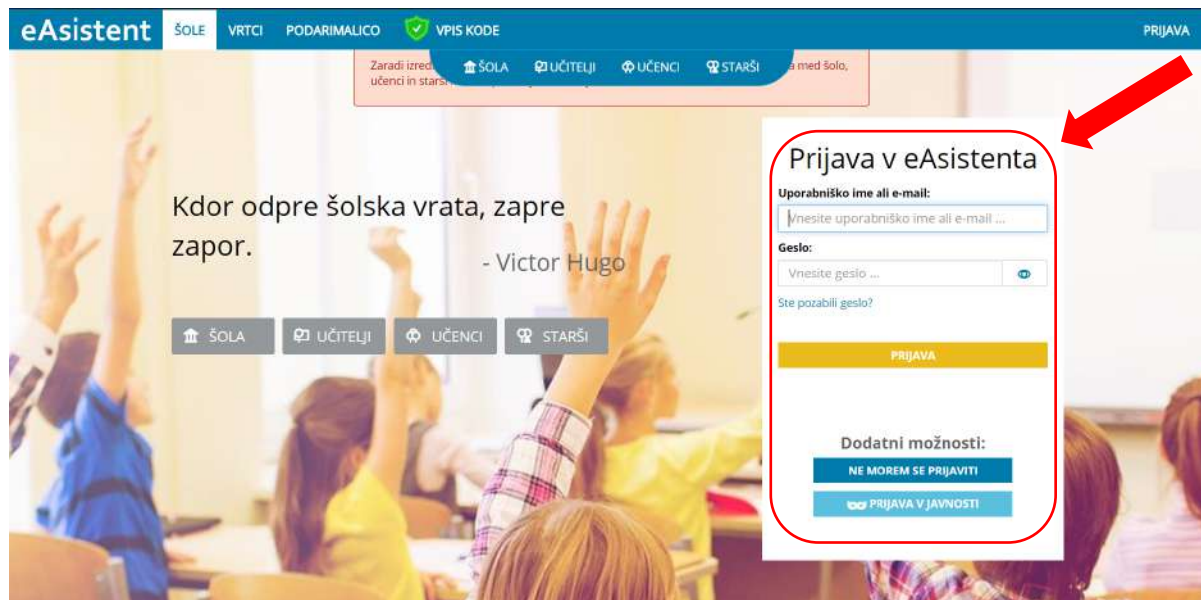 eAsistent ŠOLE VRTCI PODARIMALICO VPIS KODE PRIJAVA
ŠOLA UČITELJI UČENCI STARŠI
Zaradi izred med šolo,
učenci in starši
Kdor odpre šolska vrata, zapre
zapor.
- Victor Hugo
ŠOLA UČITELJI UČENCI STARŠI
Prijava v eAsistenta
Uporabniško ime ali e-mail:
Vnesite uporabniško ime ali e-mail ...
Geslo:
Vnesite geslo ...
Ste pozabili geslo?
PRIJAVA
Dodatni možnosti:
NE MOREM SE PRIJAVITI
PRIJAVA V JAVNOSTI